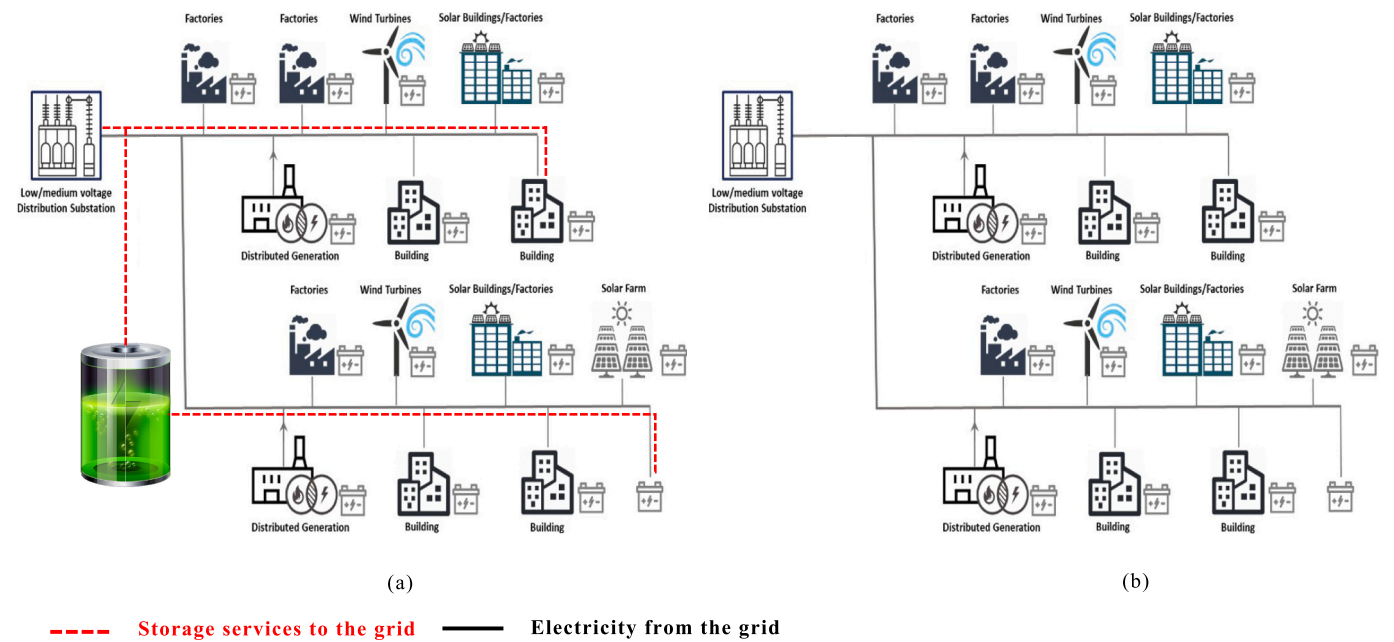 Factories
Factories
Wind Turbines
Solar Buildings/Factories
Low/medium voltage
Distribution Substation
Distributed Generation
Building
Building
Factories
Wind Turbines
Solar Buildings/Factories
Solar Farm
Distributed Generation
Building
Building
(a)
Factories
Factories
Wind Turbines
Solar Buildings/Factories
Low/medium voltage
Distribution Substation
Distributed Generation
Building
Building
Factories
Wind Turbines
Solar Buildings/Factories
Solar Farm
Distributed Generation
Building
Building
(b)
Storage services to the grid
Electricity from the grid